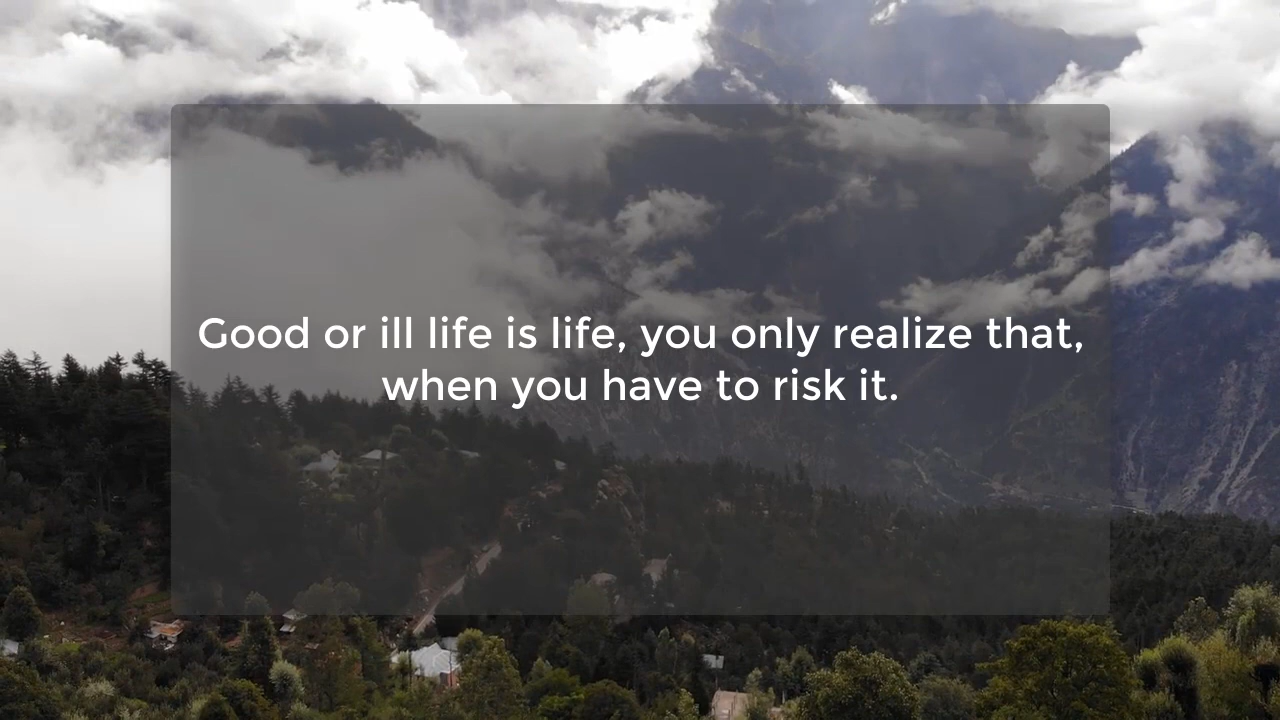 Good or ill life is life, you only realize that,
when you have to risk it.